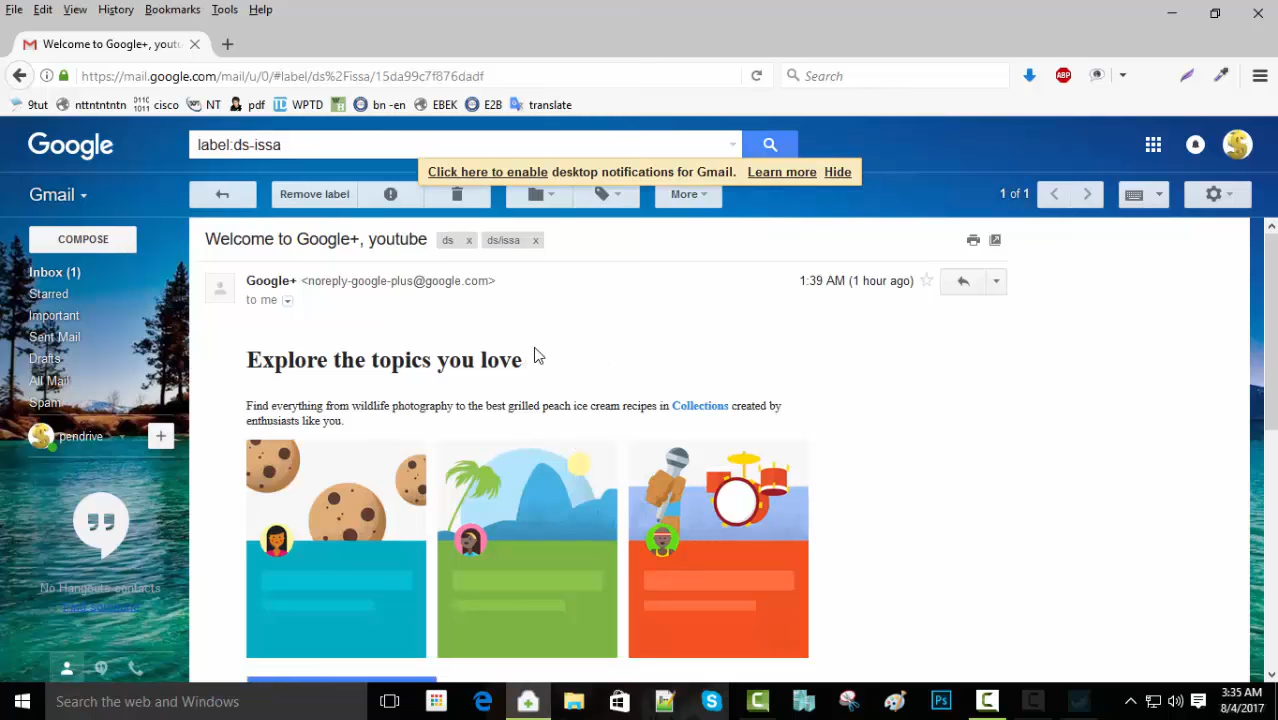 File Edit View History Bookmarks Tools Help
Welcome to Google+, youtu
https://mail.google.com/mail/u/0/#label/ds%2Fissa/15da99c7f876dadf
Search
ABP
9tut nttntntntn cisco NT pdf WPTD bn -en EBEK E2B translate
Google
label:ds-issa
Click here to enable desktop notifications for Gmail. Learn more Hide
Gmail
Remove label
More
1 of 1
COMPOSE
Welcome to Google+, youtube
ds x
ds/issa x
Inbox (1)
Starred
Important
Sent Mail
Drafts
All Mail
Spam
Google+ <noreply-google-plus@google.com>
1:39 AM (1 hour ago)
to me
Explore the topics you love
Find everything from wildlife photography to the best grilled peach ice cream recipes in Collections created by
enthusiasts like you.
pendrive
No Hangouts contacts
Find someone
Search the web and Windows
Ps
3:35 AM
8/4/2017